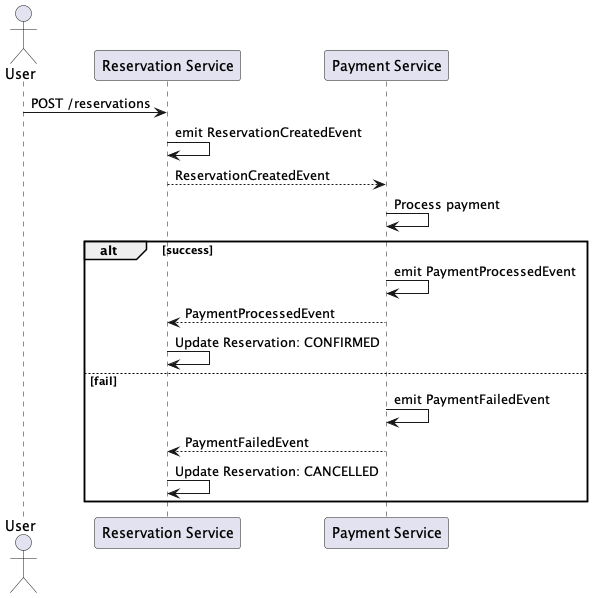 User
Reservation Service
Payment Service
POST /reservations
emit ReservationCreatedEvent
ReservationCreatedEvent
Process payment
alt
[success]
emit PaymentProcessedEvent
PaymentProcessedEvent
Update Reservation: CONFIRMED
[fail]
emit PaymentFailedEvent
PaymentFailedEvent
Update Reservation: CANCELLED
User
Reservation Service
Payment Service